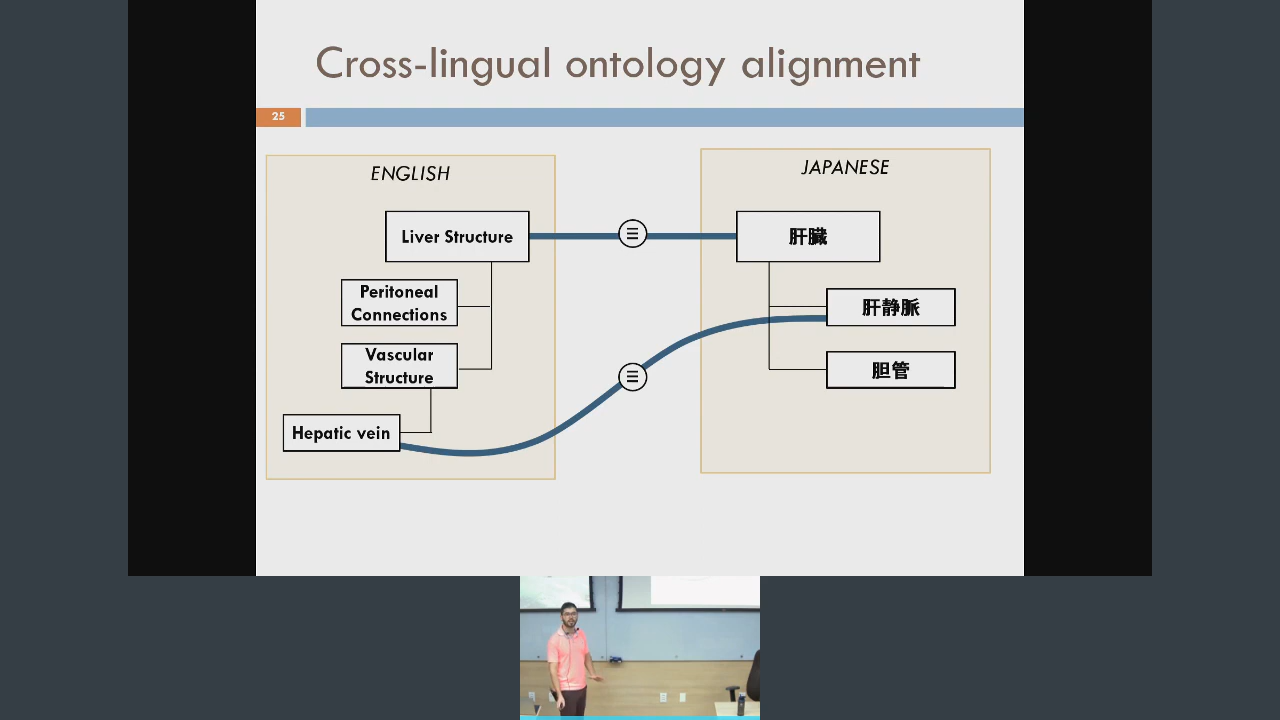 Cross-lingual ontology alignment
25
ENGLISH
Liver Structure
Peritoneal
Connections
Vascular
Structure
Hepatic vein
JAPANESE
肝臓
肝静脈
胆管